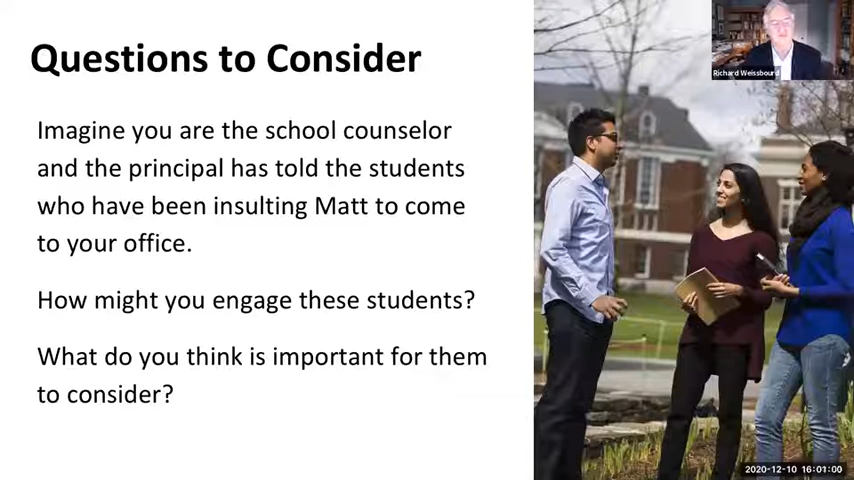 Questions to Consider
Richard Weissbourd
Imagine you are the school counselor
and the principal has told the students
who have been insulting Matt to come
to your office.
How might you engage these students?
What do you think is important for them
to consider?
2020-12-10 16:01:00